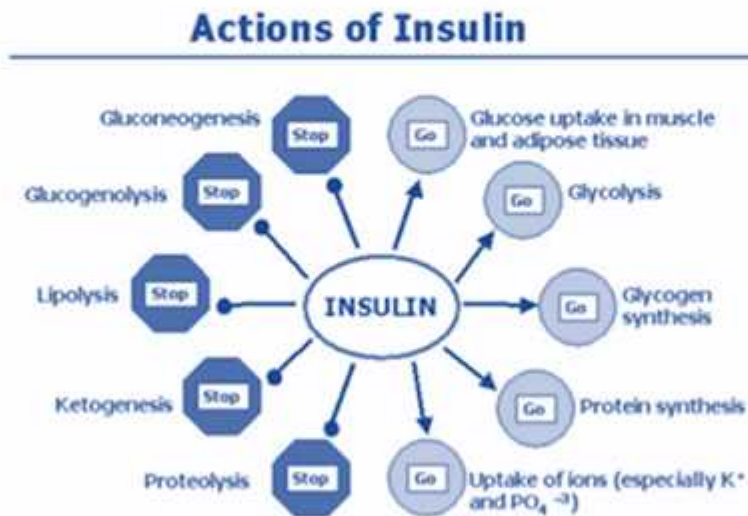 Actions of Insulin
Gluconeogenesis
Stop
Go
Glucose uptake in muscle
and adipose tissue
Glucogenolysis
Stop
Go
Glycolysis
Lipolysis
Stop
INSULIN
Go
Glycogen
synthesis
Ketogenesis
Stop
Go
Protein synthesis
Proteolysis
Stop
Go
Uptake of ions (especially K⁺
and PO₄ ⁻³)